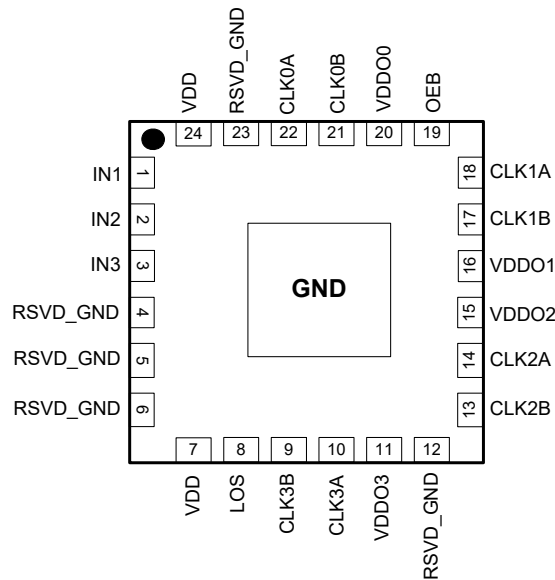 VDD
RSVD_GND
CLK0A
CLK0B
VDDO0
OEB
24
23
22
21
20
19
IN1
1
18
CLK1A
IN2
2
17
CLK1B
IN3
3
16
VDDO1
GND
RSVD_GND
4
15
VDDO2
RSVD_GND
5
14
CLK2A
RSVD_GND
6
13
CLK2B
7
8
9
10
11
12
VDD
LOS
CLK3B
CLK3A
VDDO3
RSVD_GND